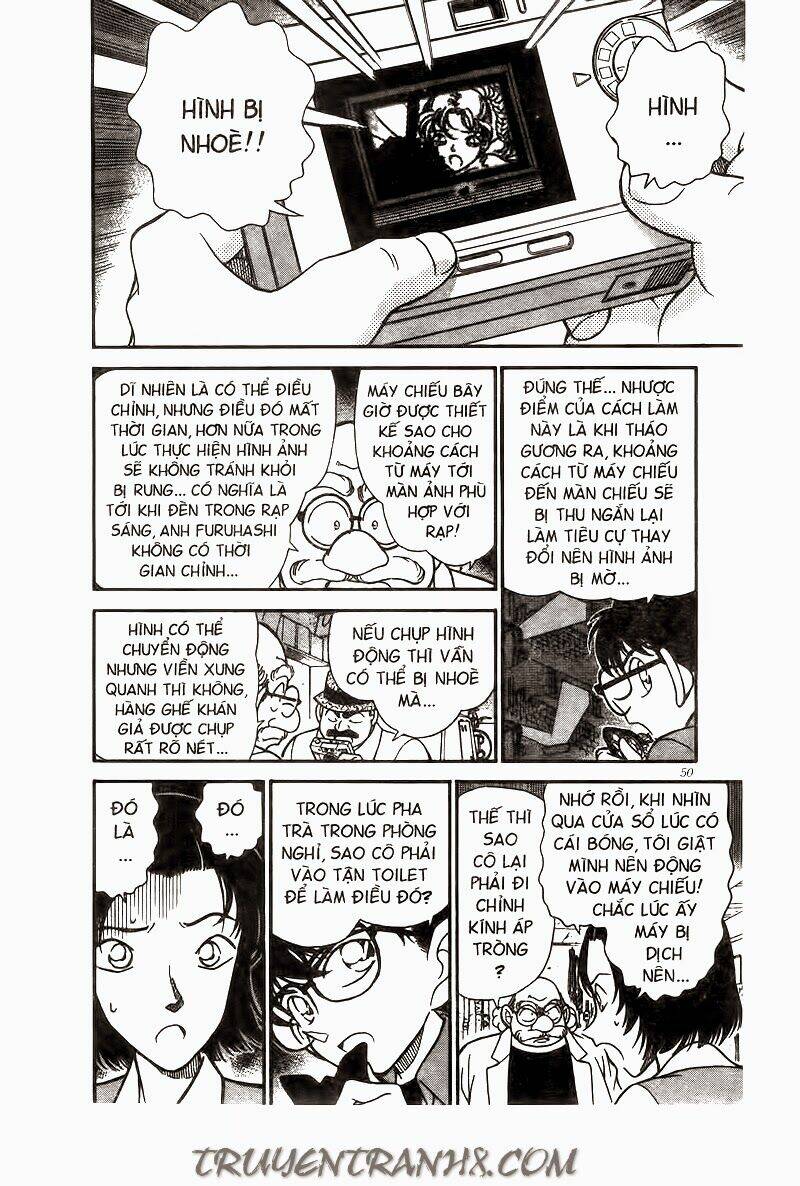 HÌNH
...
HÌNH BỊ
NHOÈ!!
ĐÚNG THẾ... NHƯỢC
ĐIỂM CỦA CÁCH LÀM
NÀY LÀ KHI THÁO
GƯƠNG RA, KHOẢNG
CÁCH TỪ MÁY CHIẾU
ĐẾN MÀN CHIẾU SẼ
BỊ THU NGẮN LẠI
LÀM TIÊU CỰ THAY
ĐỔI NÊN HÌNH ẢNH
BỊ MỜ...
MÁY CHIẾU BÂY
GIỜ ĐƯỢC THIẾT
KẾ SAO CHO
KHOẢNG CÁCH
TỪ MÁY TỚI
MÀN ẢNH PHÙ
HỢP VỚI
RẠP!
DĨ NHIÊN LÀ CÓ THỂ ĐIỀU
CHỈNH, NHƯNG ĐIỀU ĐÓ MẤT
THỜI GIAN, HƠN NỮA TRONG
LÚC THỰC HIỆN HÌNH ẢNH
SẼ KHÔNG TRÁNH KHỎI
BỊ RUNG... CÓ NGHĨA LÀ
TỚI KHI ĐÈN TRONG RẠP
SÁNG, ANH FURUHASHI
KHÔNG CÓ THỜI
GIAN CHỈNH...
NẾU CHỤP HÌNH
ĐỘNG THÌ VẪN
CÓ THỂ BỊ NHOÈ
MÀ...
HÌNH CÓ THỂ
CHUYỂN ĐỘNG
NHƯNG VIỀN XUNG
QUANH THÌ KHÔNG,
HÀNG GHẾ KHÁN
GIẢ ĐƯỢC CHỤP
RẤT RÕ NÉT...
50
NHỚ RỒI, KHI NHÌN
QUA CỬA SỔ LÚC CÓ
CÁI BÓNG, TÔI GIẬT
MÌNH NÊN ĐỘNG
VÀO MÁY CHIẾU!
CHẮC LÚC ẤY
MÁY BỊ
DỊCH
NÊN...
THẾ THÌ
SAO
CÔ LẠI
PHẢI ĐI
CHỈNH
KÍNH ÁP
TRÒNG
?
TRONG LÚC PHA
TRÀ TRONG PHÒNG
NGHỈ, SAO CÔ PHẢI
VÀO TẬN TOILET
ĐỂ LÀM ĐIỀU ĐÓ?
ĐÓ
...
ĐÓ
LÀ
...
TRUYENTRANH8.COM